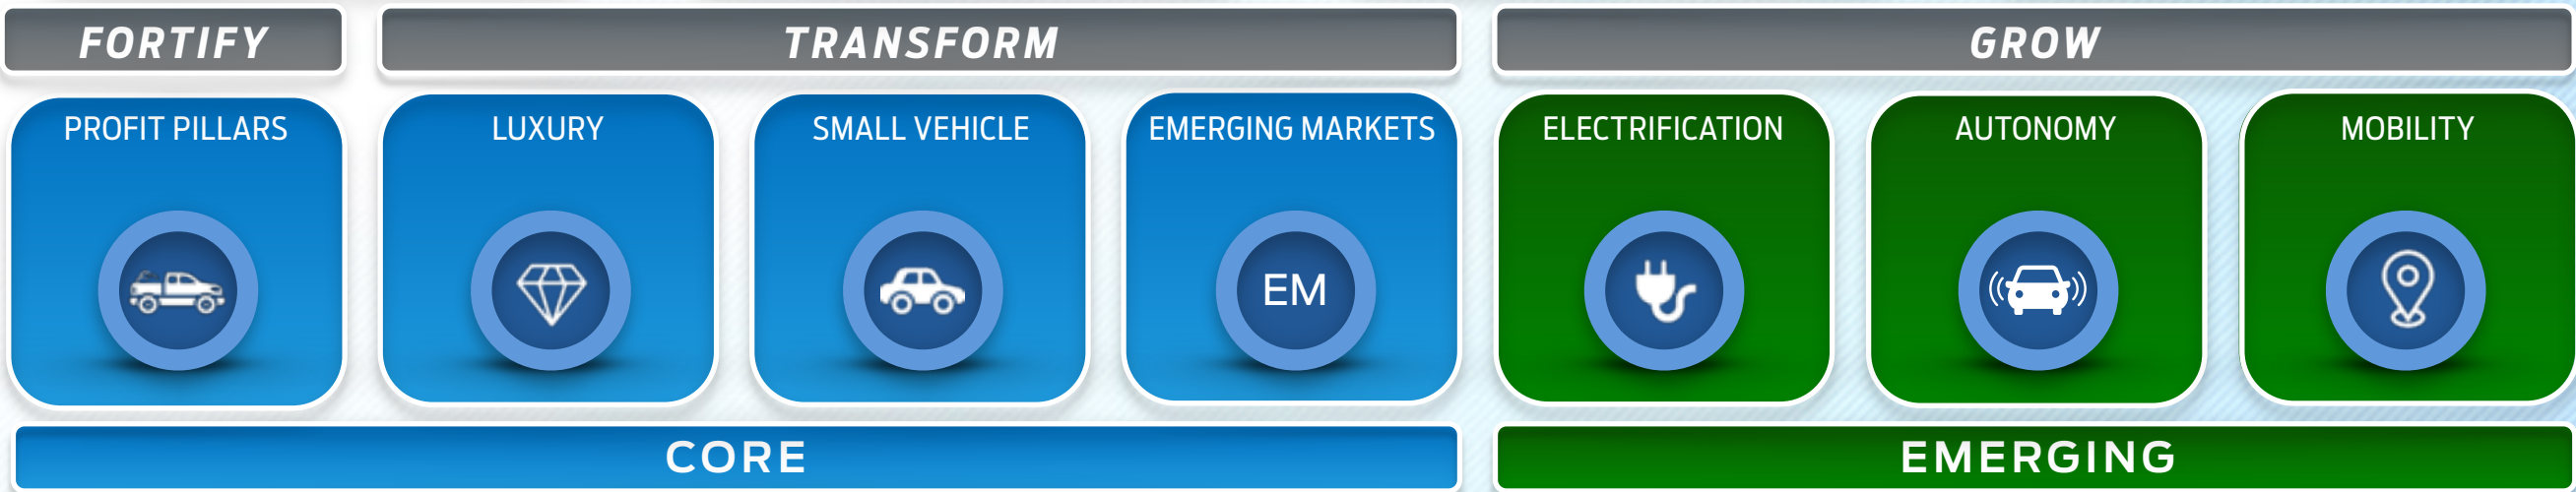 FORTIFY
TRANSFORM
GROW
PROFIT PILLARS
LUXURY
SMALL VEHICLE
EMERGING MARKETS
ELECTRIFICATION
AUTONOMY
MOBILITY
EM
CORE
EMERGING